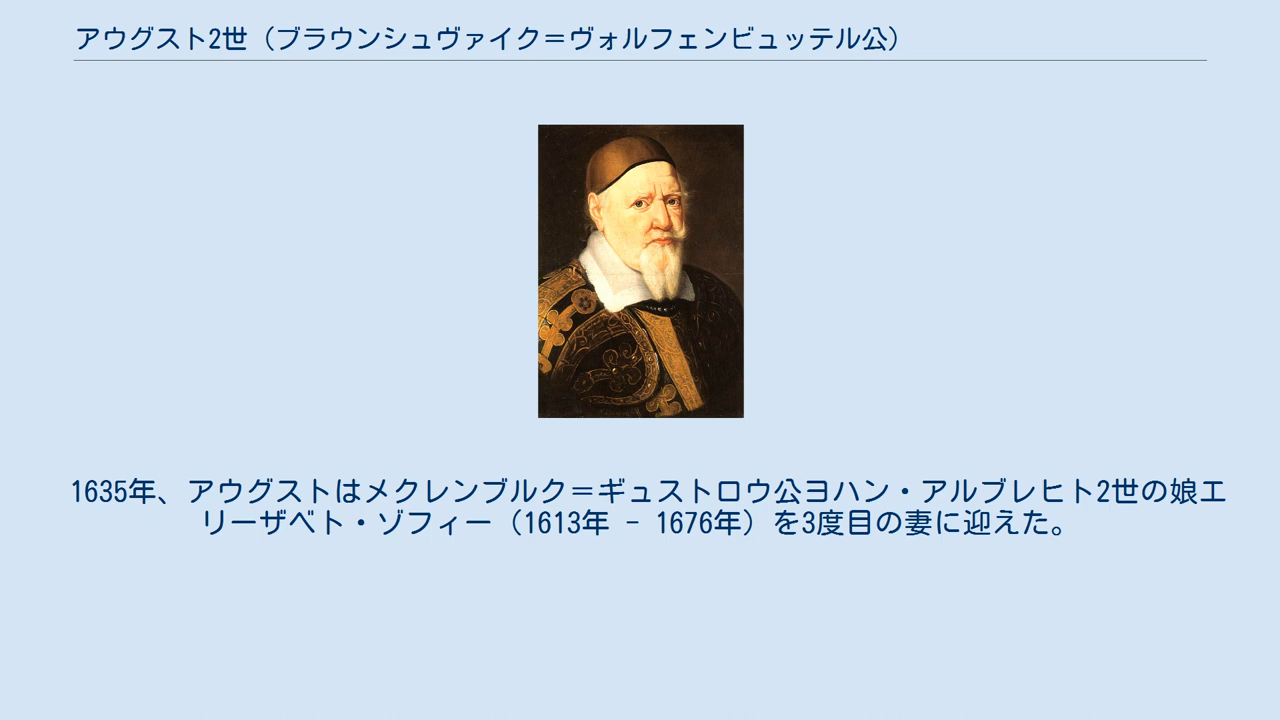 アウグスト2世（ブラウンシュヴァイク＝ヴォルフェンビュッテル公）
1635年、アウグストはメクレンブルク＝ギュストロウ公ヨハン・アルブレヒト2世の娘エ
リーザベト・ゾフィー（1613年 - 1676年）を3度目の妻に迎えた。